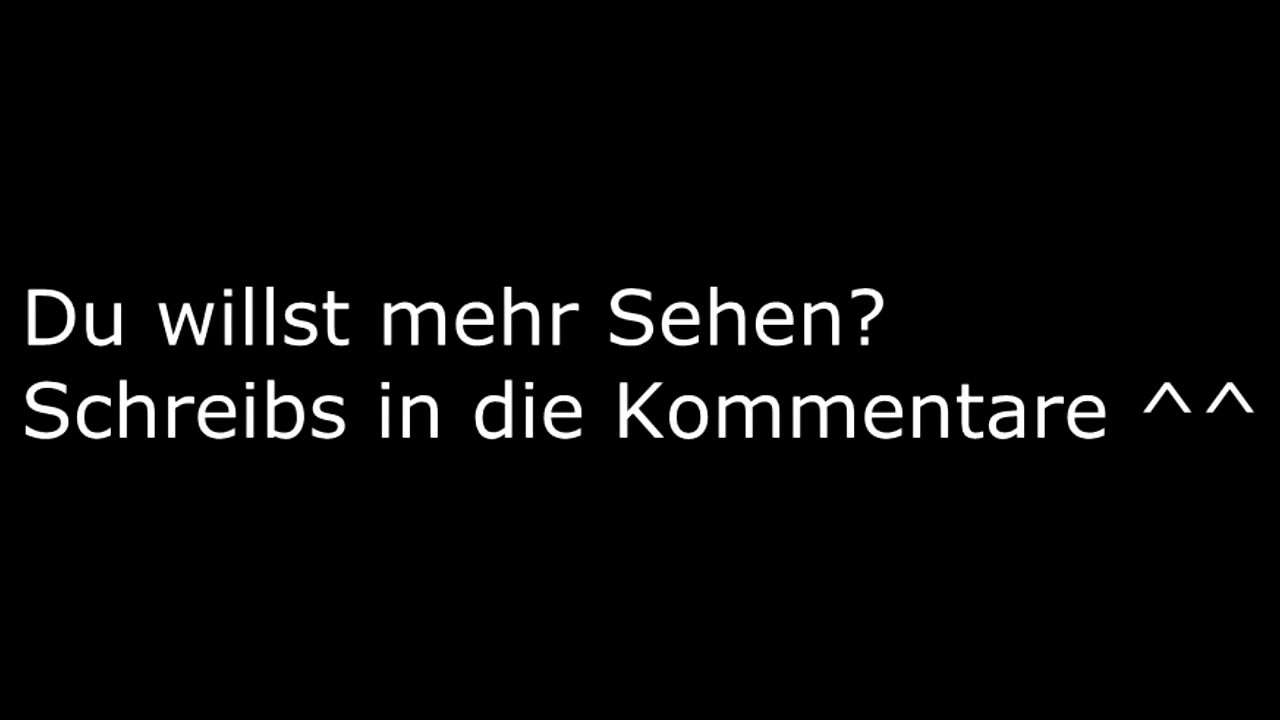 Du willst mehr Sehen?
Schreibs in die Kommentare ^^